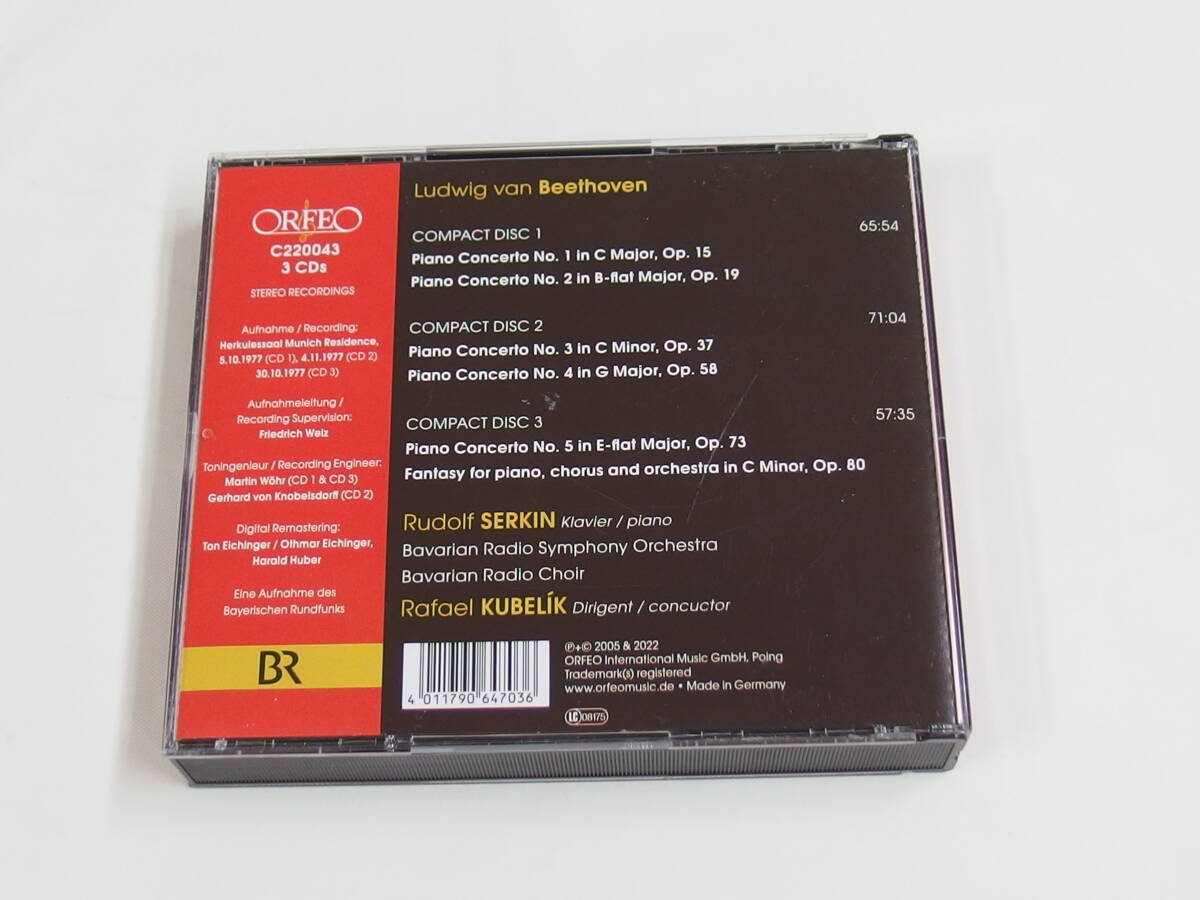 ORFEO
C220043
3 CDs
STEREO RECORDINGS
Aufnahme / Recording:
Herkulessaal Munich Residence,
5.10.1977 (CD 1), 4.11.1977 (CD 2)
30.10.1977 (CD 3)
Aufnahmeleitung /
Recording Supervision:
Friedrich Welz
Toningenieur / Recording Engineer:
Martin Wöhr (CD 1 & CD 3)
Gerhard von Knobelsdorff (CD 2)
Digital Remastering:
Ton Eichinger / Othmar Eichinger,
Harald Huber
Eine Aufnahme des
Bayerischen Rundfunks
BR
Ludwig van Beethoven
COMPACT DISC 1 65:54
Piano Concerto No. 1 in C Major, Op. 15
Piano Concerto No. 2 in B-flat Major, Op. 19
COMPACT DISC 2 71:04
Piano Concerto No. 3 in C Minor, Op. 37
Piano Concerto No. 4 in G Major, Op. 58
COMPACT DISC 3 57:35
Piano Concerto No. 5 in E-flat Major, Op. 73
Fantasy for piano, chorus and orchestra in C Minor, Op. 80
Rudolf SERKIN Klavier / piano
Bavarian Radio Symphony Orchestra
Bavarian Radio Choir
Rafael KUBELÍK Dirigent / concuctor
4 011790 647036
℗+© 2005 & 2022
ORFEO International Music GmbH, Poing
Trademark(s) registered
www.orfeomusic.de • Made in Germany
LC 08175